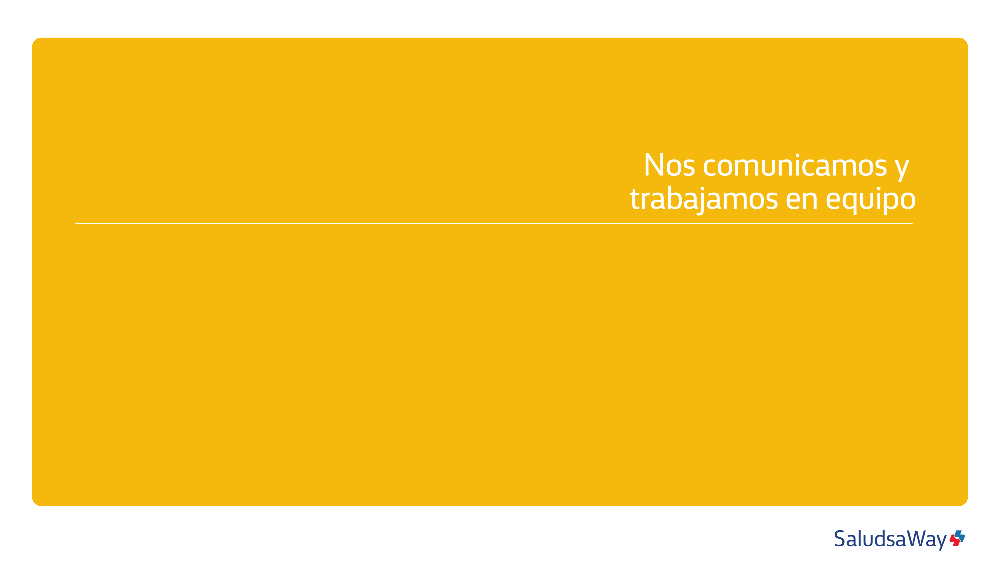 Nos comunicamos y
trabajamos en equipo
SaludsaWay